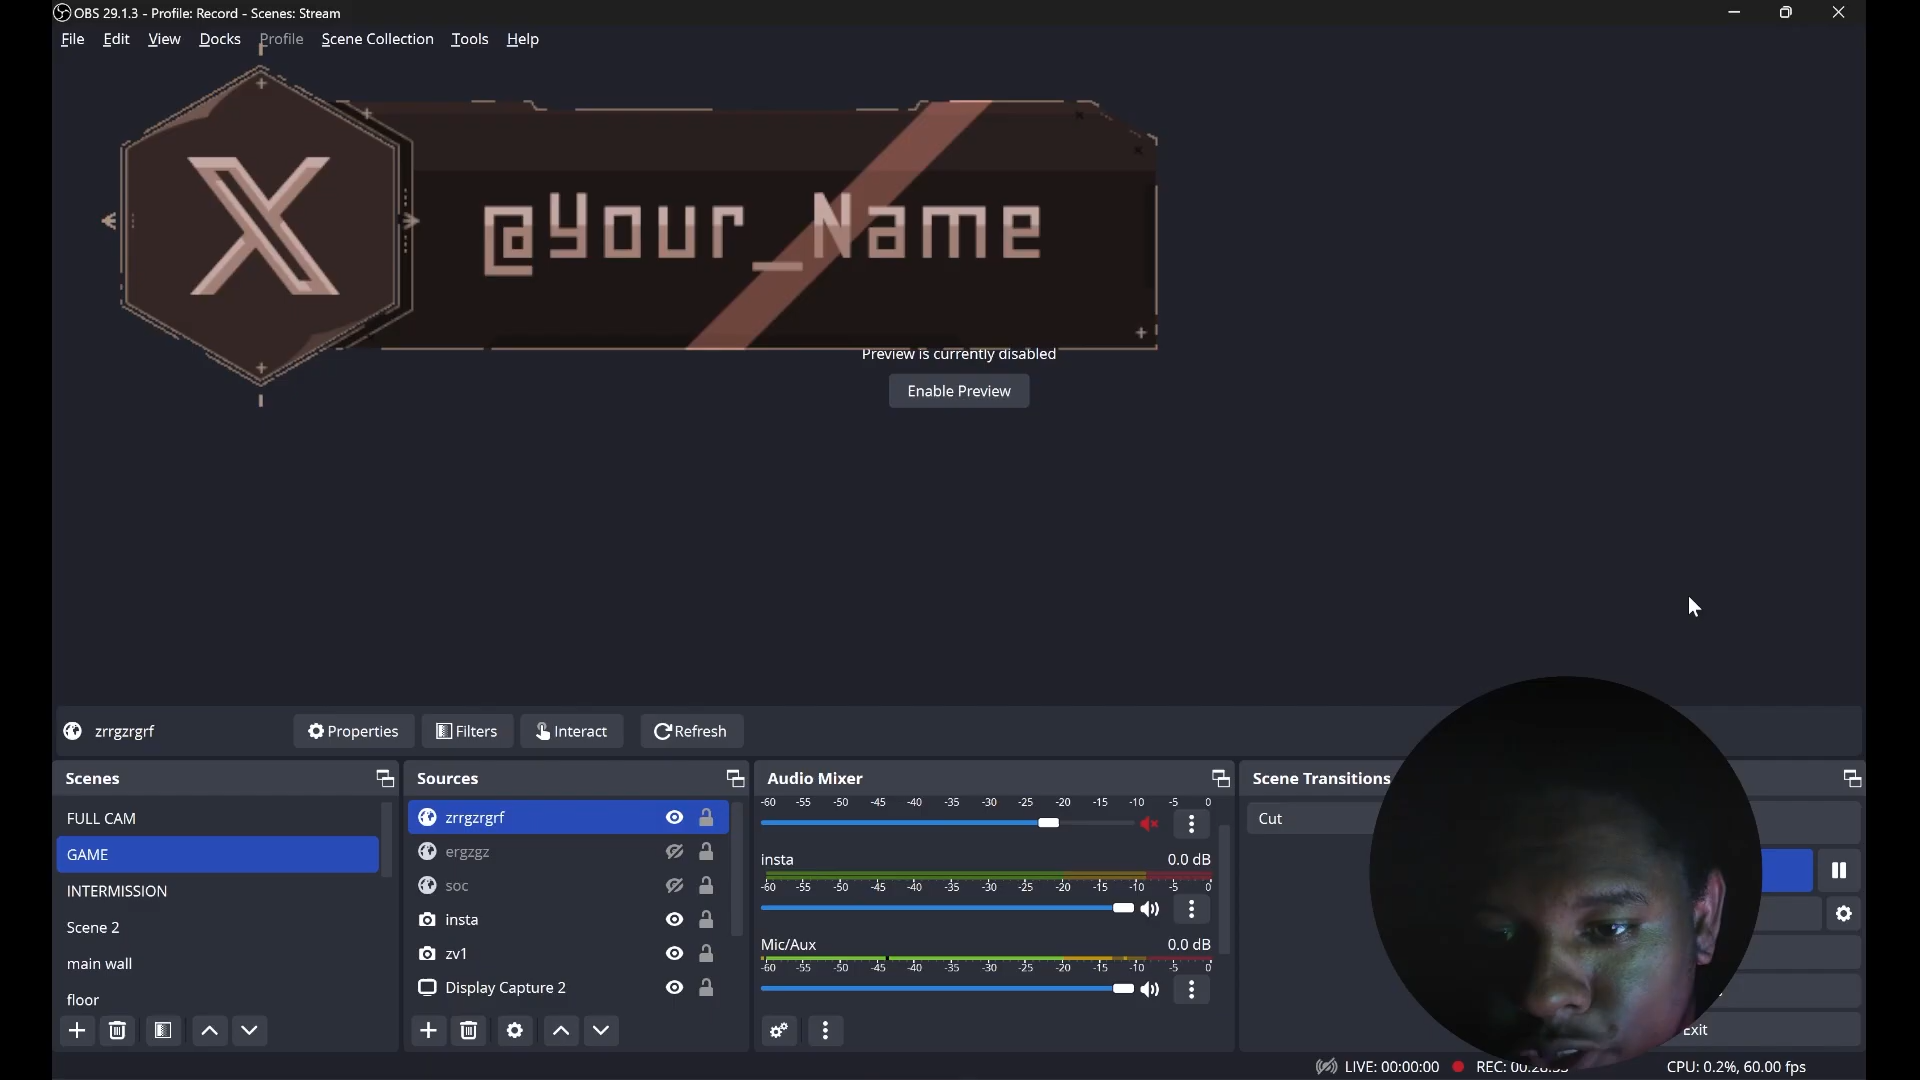 OBS 29.1.3 - Profile: Record - Scenes: Stream
File Edit View Docks Profile Scene Collection Tools Help
X
@Your_Name
Preview is currently disabled
Enable Preview
zrrgzrgrf Properties Filters Interact Refresh
Scenes
FULL CAM
GAME
INTERMISSION
Scene 2
main wall
floor
Sources
zrrgzrgrf
ergzgz
soc
insta
zv1
Display Capture 2
Audio Mixer
-60 -55 -50 -45 -40 -35 -30 -25 -20 -15 -10 -5 0
insta 0.0 dB
-60 -55 -50 -45 -40 -35 -30 -25 -20 -15 -10 -5 0
Mic/Aux 0.0 dB
-60 -55 -50 -45 -40 -35 -30 -25 -20 -15 -10 -5 0
Scene Transitions
Cut
Exit
LIVE: 00:00:00 REC: CPU: 0.2%, 60.00 fps